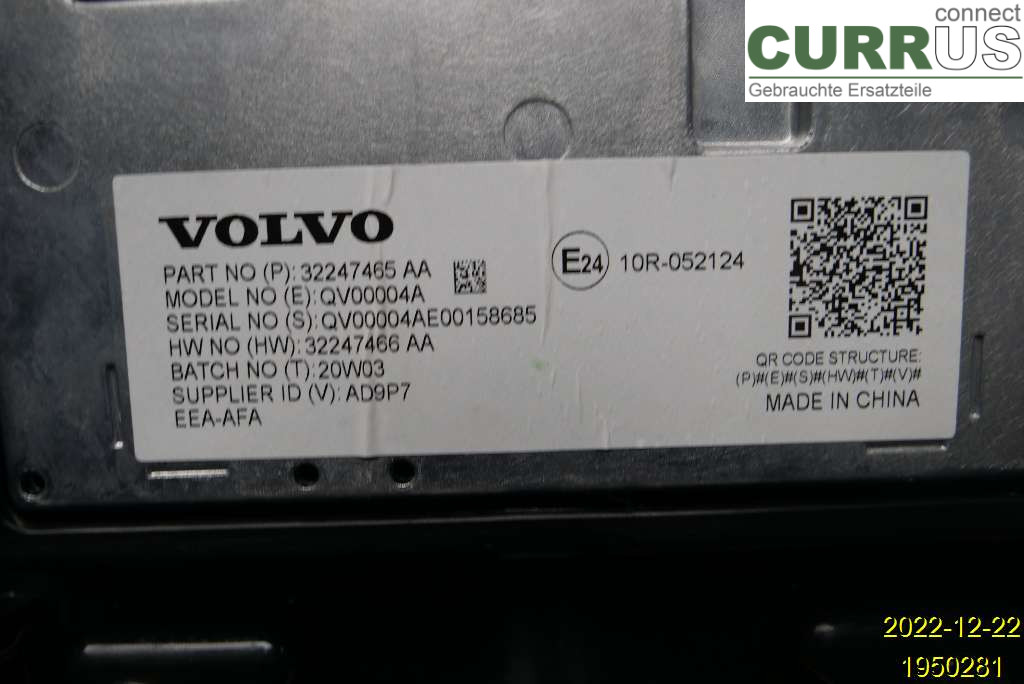 connect
CURRUS
Gebrauchte Ersatzteile
VOLVO
PART NO (P): 32247465 AA
MODEL NO (E): QV00004A
SERIAL NO (S): QV00004AE00158685
HW NO (HW): 32247466 AA
BATCH NO (T): 20W03
SUPPLIER ID (V): AD9P7
EEA-AFA
E24 10R-052124
QR CODE STRUCTURE:
(P)#(E)#(S)#(HW)#(T)#(V)#
MADE IN CHINA
2022-12-22
1950281